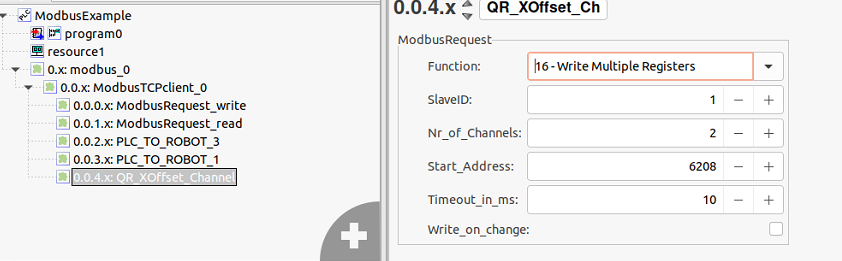 ModbusExample
program0
resource1
0.x: modbus_0
0.0.x: ModbusTCPclient_0
0.0.0.x: ModbusRequest_write
0.0.1.x: ModbusRequest_read
0.0.2.x: PLC_TO_ROBOT_3
0.0.3.x: PLC_TO_ROBOT_1
0.0.4.x: QR_XOffset_Channel
0.0.4.x QR_XOffset_Ch
ModbusRequest
Function: 16 - Write Multiple Registers
SlaveID: 1
Nr_of_Channels: 2
Start_Address: 6208
Timeout_in_ms: 10
Write_on_change: